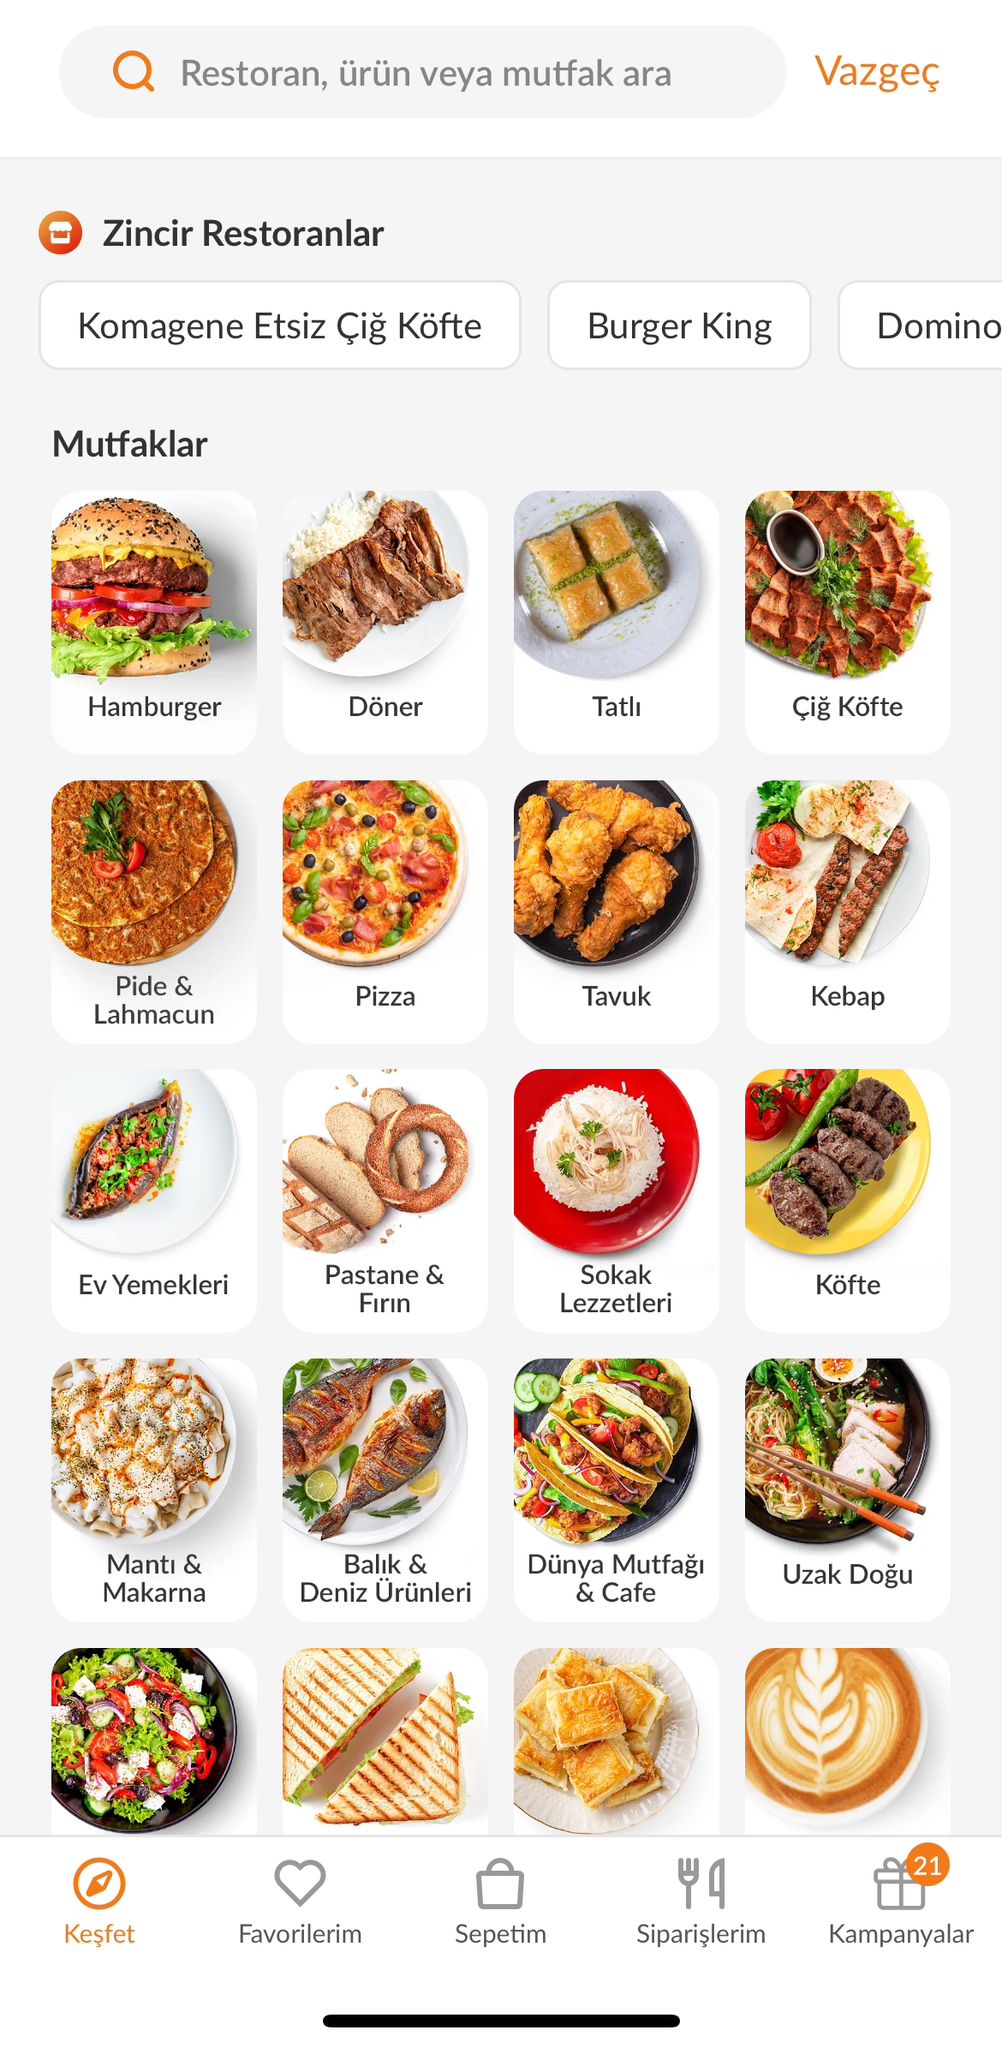 Restoran, ürün veya mutfak ara
Vazgeç
Zincir Restoranlar
Komagene Etsiz Çiğ Köfte
Burger King
Domino
Mutfaklar
Hamburger
Döner
Tatlı
Çiğ Köfte
Pide &
Lahmacun
Pizza
Tavuk
Kebap
Ev Yemekleri
Pastane &
Fırın
Sokak
Lezzetleri
Köfte
Mantı &
Makarna
Balık &
Deniz Ürünleri
Dünya Mutfağı
& Cafe
Uzak Doğu
21
Keşfet
Favorilerim
Sepetim
Siparişlerim
Kampanyalar